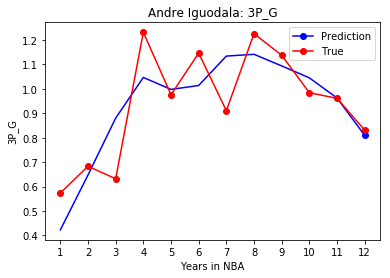 Andre Iguodala: 3P_G
Prediction
True
1.2
1.1
1.0
0.9
0.8
0.7
0.6
0.5
0.4
3P_G
1 2 3 4 5 6 7 8 9 10 11 12
Years in NBA